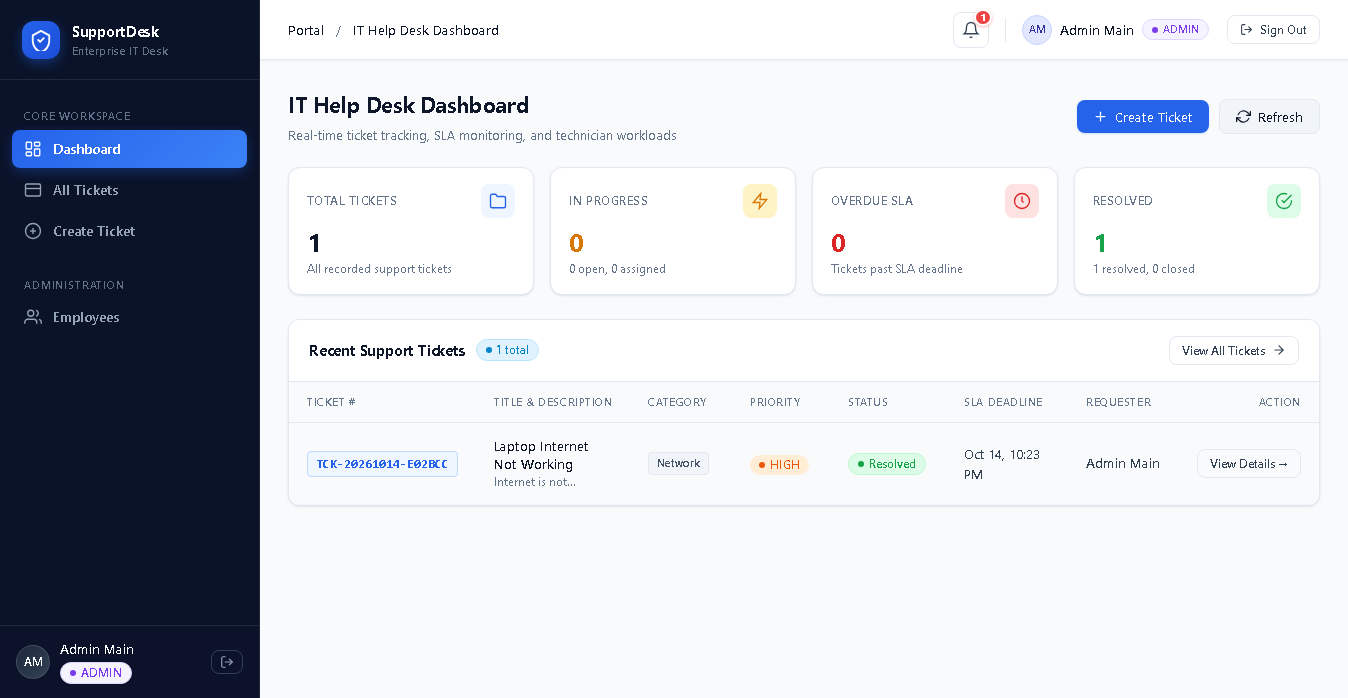 SupportDesk
Enterprise IT Desk
CORE WORKSPACE
Dashboard
All Tickets
Create Ticket
ADMINISTRATION
Employees
AM
Admin Main
ADMIN
Portal / IT Help Desk Dashboard
1
AM Admin Main ADMIN
Sign Out
IT Help Desk Dashboard
Real-time ticket tracking, SLA monitoring, and technician workloads
Create Ticket
Refresh
TOTAL TICKETS
1
All recorded support tickets
IN PROGRESS
0
0 open, 0 assigned
OVERDUE SLA
0
Tickets past SLA deadline
RESOLVED
1
1 resolved, 0 closed
Recent Support Tickets 1 total
View All Tickets →
TICKET # TITLE & DESCRIPTION CATEGORY PRIORITY STATUS SLA DEADLINE REQUESTER ACTION
TCK-20261014-E02BCC
Laptop Internet
Not Working
Internet is not...
Network
HIGH
Resolved
Oct 14, 10:23
PM
Admin Main
View Details →